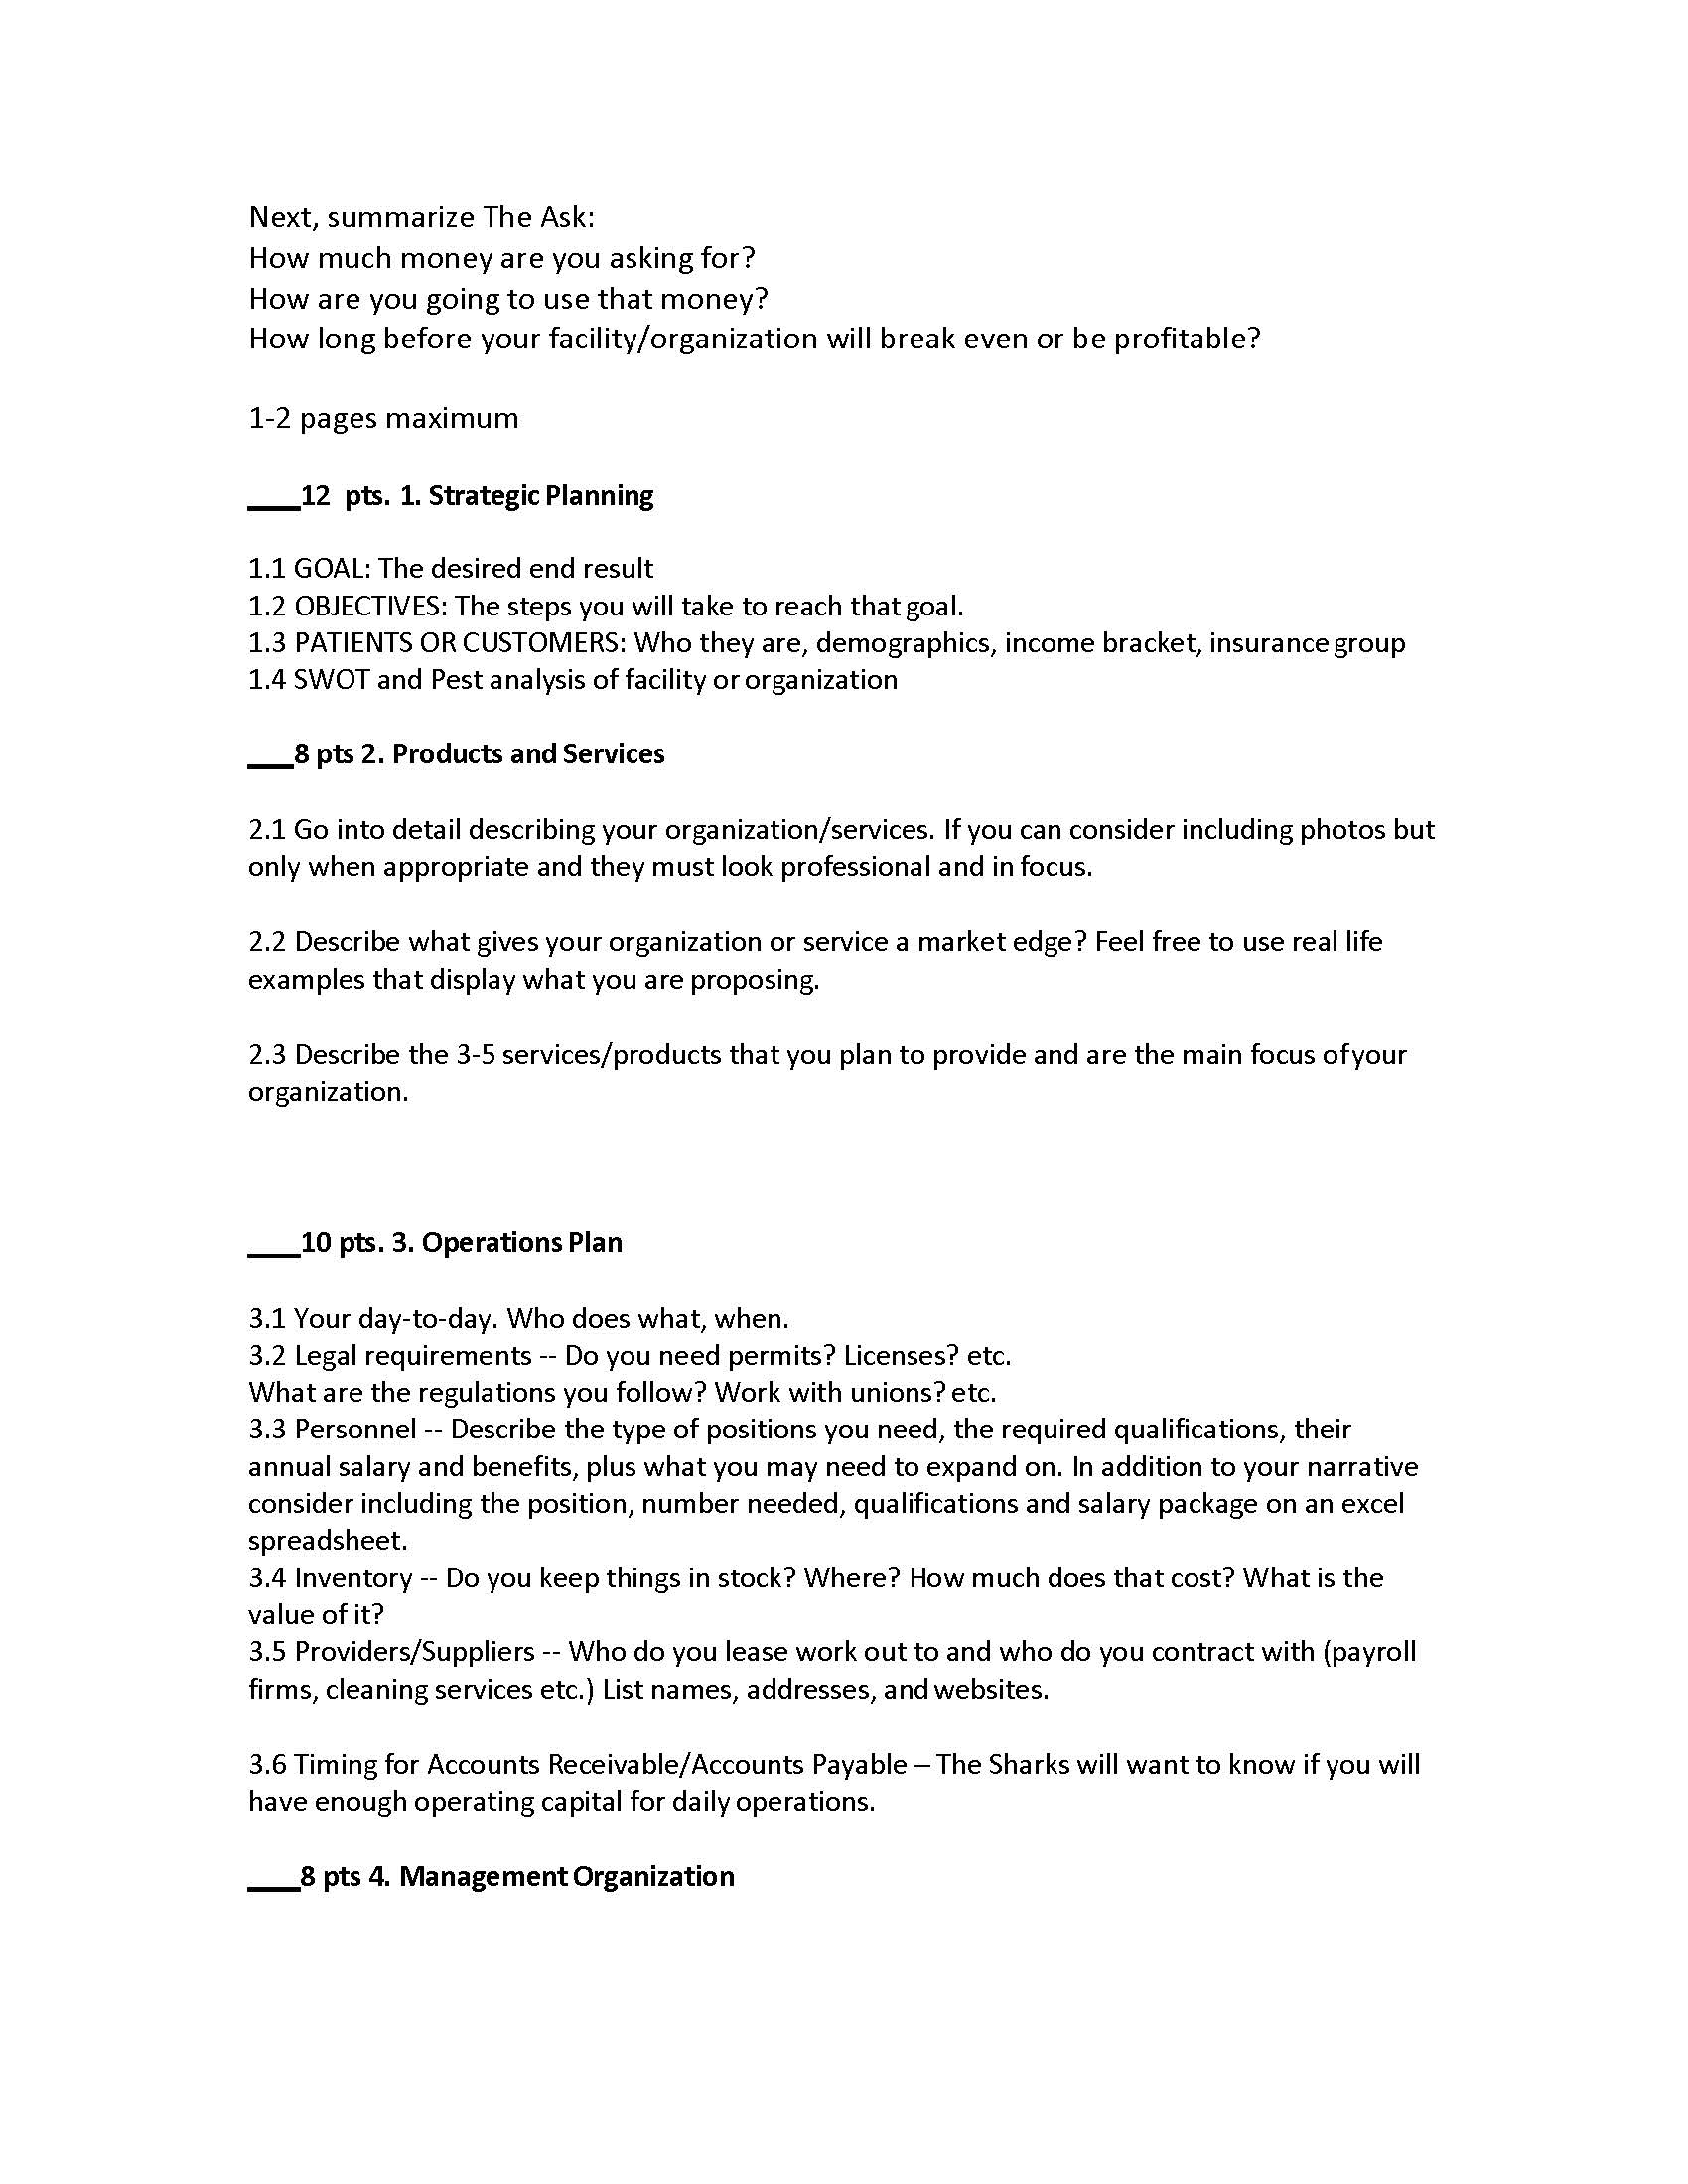 Next, summarize The Ask:
How much money are you asking for?
How are you going to use that money?
How long before your facility/organization will break even or be profitable?
1-2 pages maximum
____12  pts. 1. Strategic Planning
1.1 GOAL: The desired end result
1.2 OBJECTIVES: The steps you will take to reach that goal.
1.3 PATIENTS OR CUSTOMERS: Who they are, demographics, income bracket, insurance group
1.4 SWOT and Pest analysis of facility or organization
____8 pts 2. Products and Services
2.1 Go into detail describing your organization/services. If you can consider including photos but
only when appropriate and they must look professional and in focus.
2.2 Describe what gives your organization or service a market edge? Feel free to use real life
examples that display what you are proposing.
2.3 Describe the 3-5 services/products that you plan to provide and are the main focus of your
organization.
____10 pts. 3. Operations Plan
3.1 Your day-to-day. Who does what, when.
3.2 Legal requirements -- Do you need permits? Licenses? etc.
What are the regulations you follow? Work with unions? etc.
3.3 Personnel -- Describe the type of positions you need, the required qualifications, their
annual salary and benefits, plus what you may need to expand on. In addition to your narrative
consider including the position, number needed, qualifications and salary package on an excel
spreadsheet.
3.4 Inventory -- Do you keep things in stock? Where? How much does that cost? What is the
value of it?
3.5 Providers/Suppliers -- Who do you lease work out to and who do you contract with (payroll
firms, cleaning services etc.) List names, addresses, and websites.
3.6 Timing for Accounts Receivable/Accounts Payable – The Sharks will want to know if you will
have enough operating capital for daily operations.
____8 pts 4. Management Organization